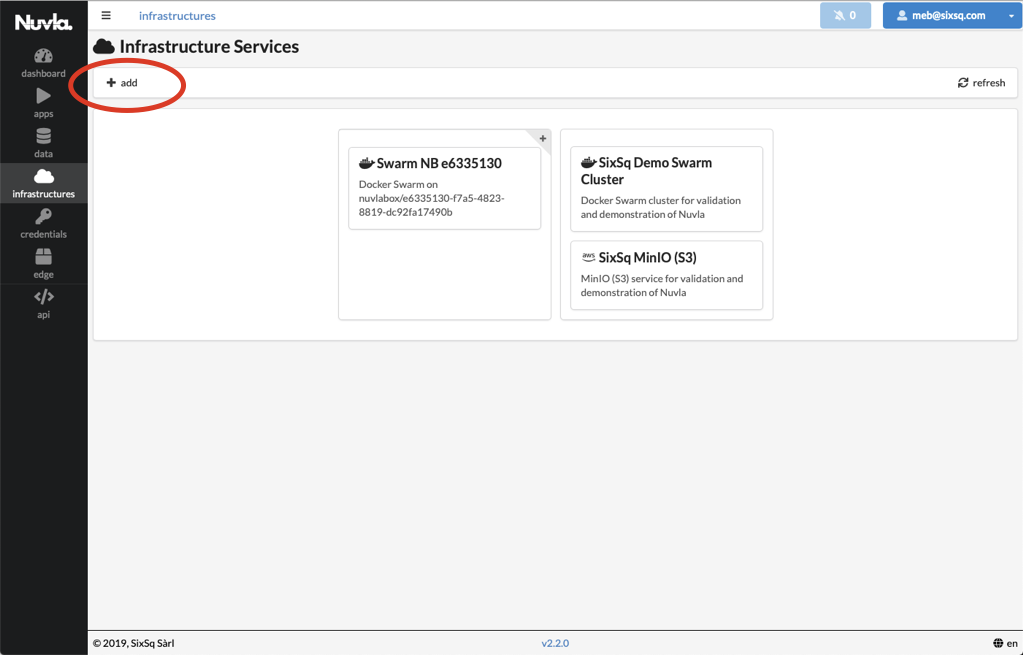 Nuvla.
infrastructures
0
meb@sixsq.com
Infrastructure Services
dashboard
apps
data
infrastructures
credentials
edge
api
+ add
refresh
+
Swarm NB e6335130
Docker Swarm on
nuvlabox/e6335130-f7a5-4823-
8819-dc92fa17490b
SixSq Demo Swarm
Cluster
Docker Swarm cluster for validation
and demonstration of Nuvla
aws SixSq MinIO (S3)
MinIO (S3) service for validation and
demonstration of Nuvla
© 2019, SixSq Sàrl
v2.2.0
en